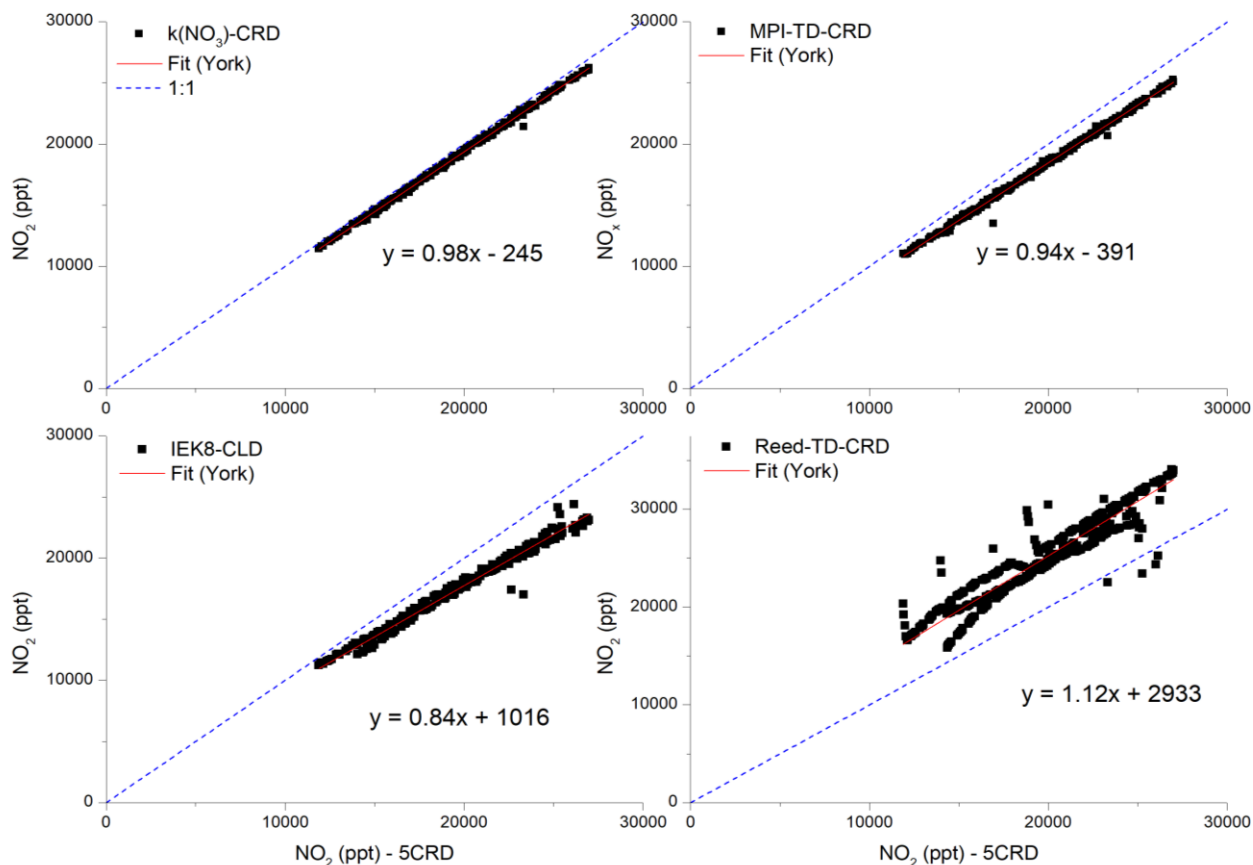 30000
20000
10000
0
NO₂ (ppt)
k(NO₃)-CRD
Fit (York)
1:1
y = 0.98x - 245
0
10000
20000
30000
30000
20000
10000
0
NOₓ (ppt)
MPI-TD-CRD
Fit (York)
y = 0.94x - 391
0
10000
20000
30000
30000
20000
10000
0
NO₂ (ppt)
IEK8-CLD
Fit (York)
y = 0.84x + 1016
0
10000
20000
30000
NO₂ (ppt) - 5CRD
30000
20000
10000
0
NO₂ (ppt)
Reed-TD-CRD
Fit (York)
y = 1.12x + 2933
0
10000
20000
30000
NO₂ (ppt) - 5CRD